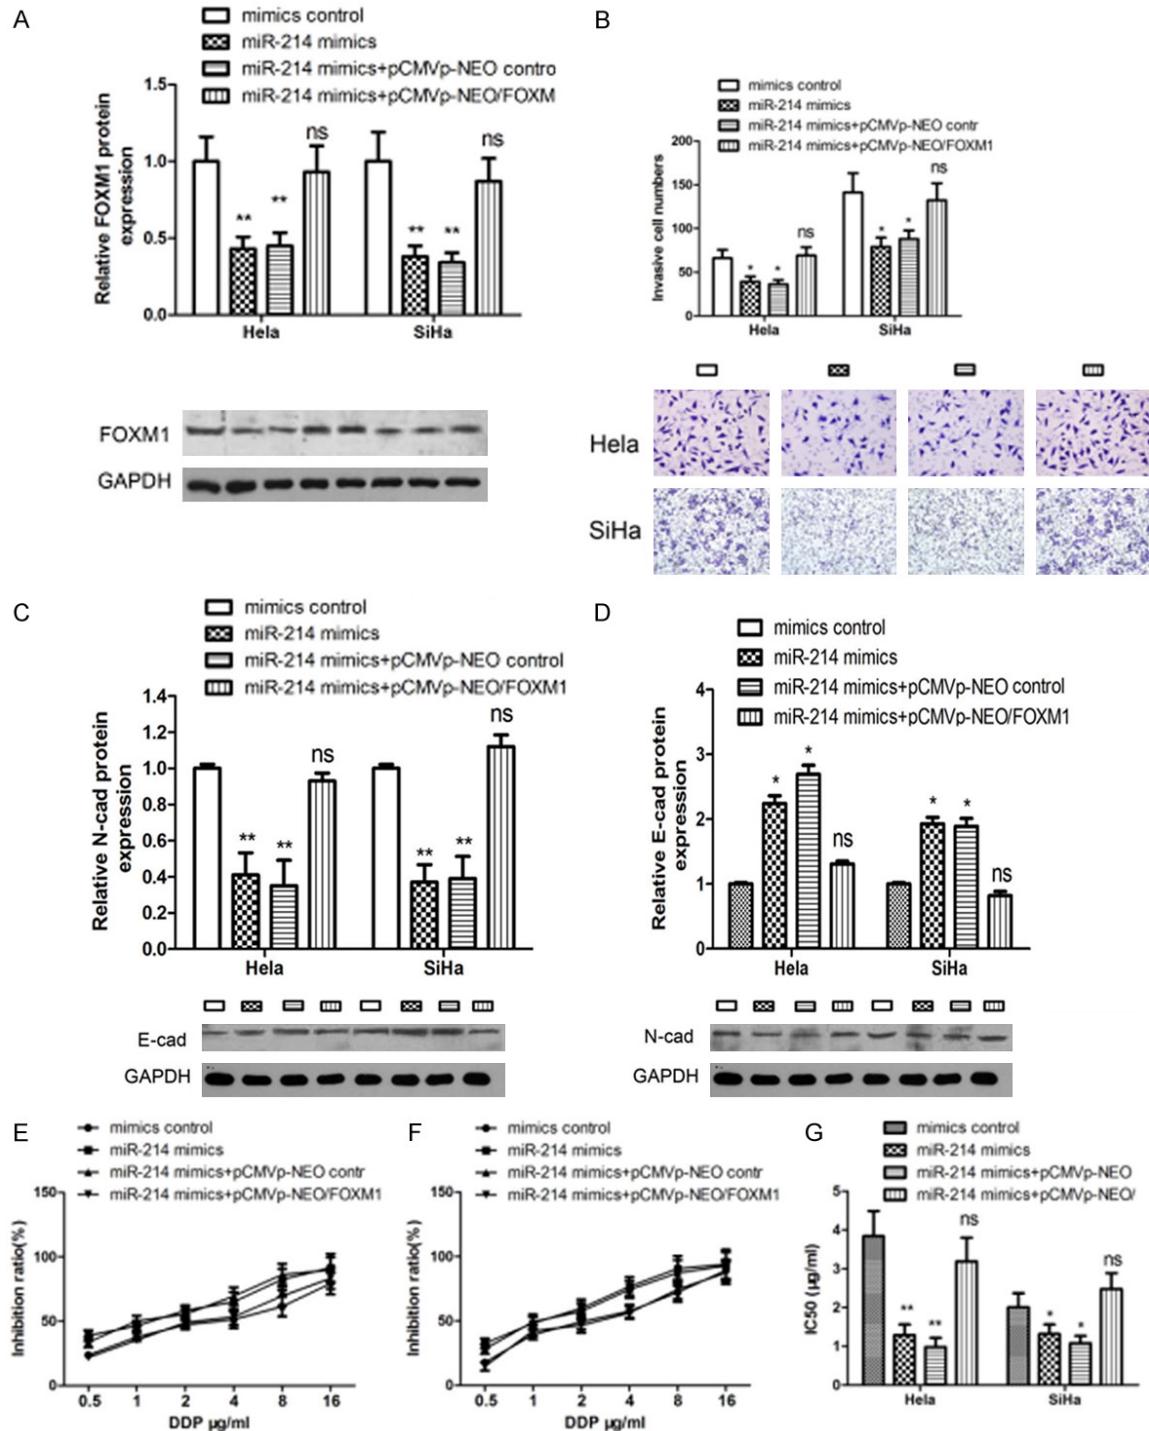 A
mimics control
miR-214 mimics
miR-214 mimics+pCMVp-NEO contro
miR-214 mimics+pCMVp-NEO/FOXM
Relative FOXM1 protein
expression
1.5
1.0
0.5
0.0
** ** ns ** ** ns
Hela SiHa
FOXM1
GAPDH
B
mimics control
miR-214 mimics
miR-214 mimics+pCMVp-NEO contr
miR-214 mimics+pCMVp-NEO/FOXM1
Invasive cell numbers
200
150
100
50
0
* * ns * * ns
Hela SiHa
Hela
SiHa
C
mimics control
miR-214 mimics
miR-214 mimics+pCMVp-NEO control
miR-214 mimics+pCMVp-NEO/FOXM1
Relative N-cad protein
expression
1.4
1.2
1.0
0.8
0.6
0.4
0.2
0.0
** ** ns ** ** ns
Hela SiHa
E-cad
GAPDH
D
mimics control
miR-214 mimics
miR-214 mimics+pCMVp-NEO control
miR-214 mimics+pCMVp-NEO/FOXM1
Relative E-cad protein
expression
4
3
2
1
0
* * ns * * ns
Hela SiHa
N-cad
GAPDH
E
mimics control
miR-214 mimics
miR-214 mimics+pCMVp-NEO contr
miR-214 mimics+pCMVp-NEO/FOXM1
Inhibition ratio(%)
150
100
50
0
0.5 1 2 4 8 16
DDP µg/ml
F
mimics control
miR-214 mimics
miR-214 mimics+pCMVp-NEO contr
miR-214 mimics+pCMVp-NEO/FOXM1
Inhibition ratio(%)
150
100
50
0
0.5 1 2 4 8 16
DDP µg/ml
G
mimics control
miR-214 mimics
miR-214 mimics+pCMVp-NEO
miR-214 mimics+pCMVp-NEO/
IC50 (µg/ml)
5
4
3
2
1
0
** ** ns * * ns
Hela SiHa